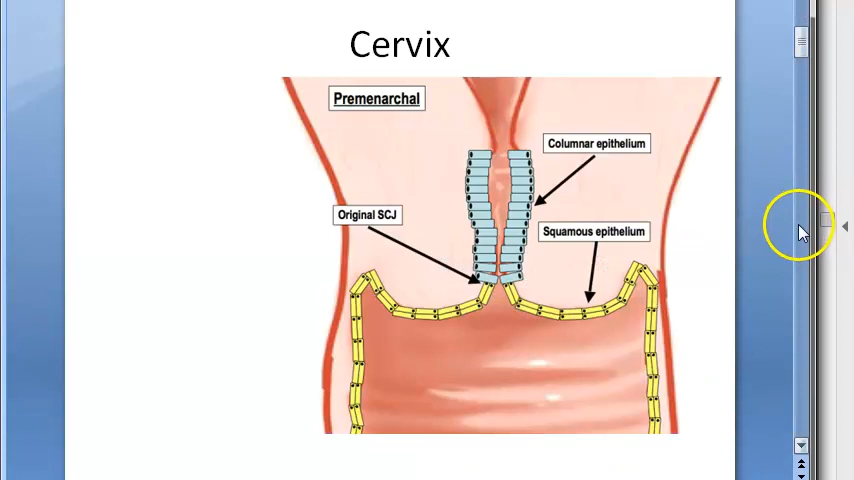 Cervix
Premenarchal
Columnar epithelium
Original SCJ
Squamous epithelium